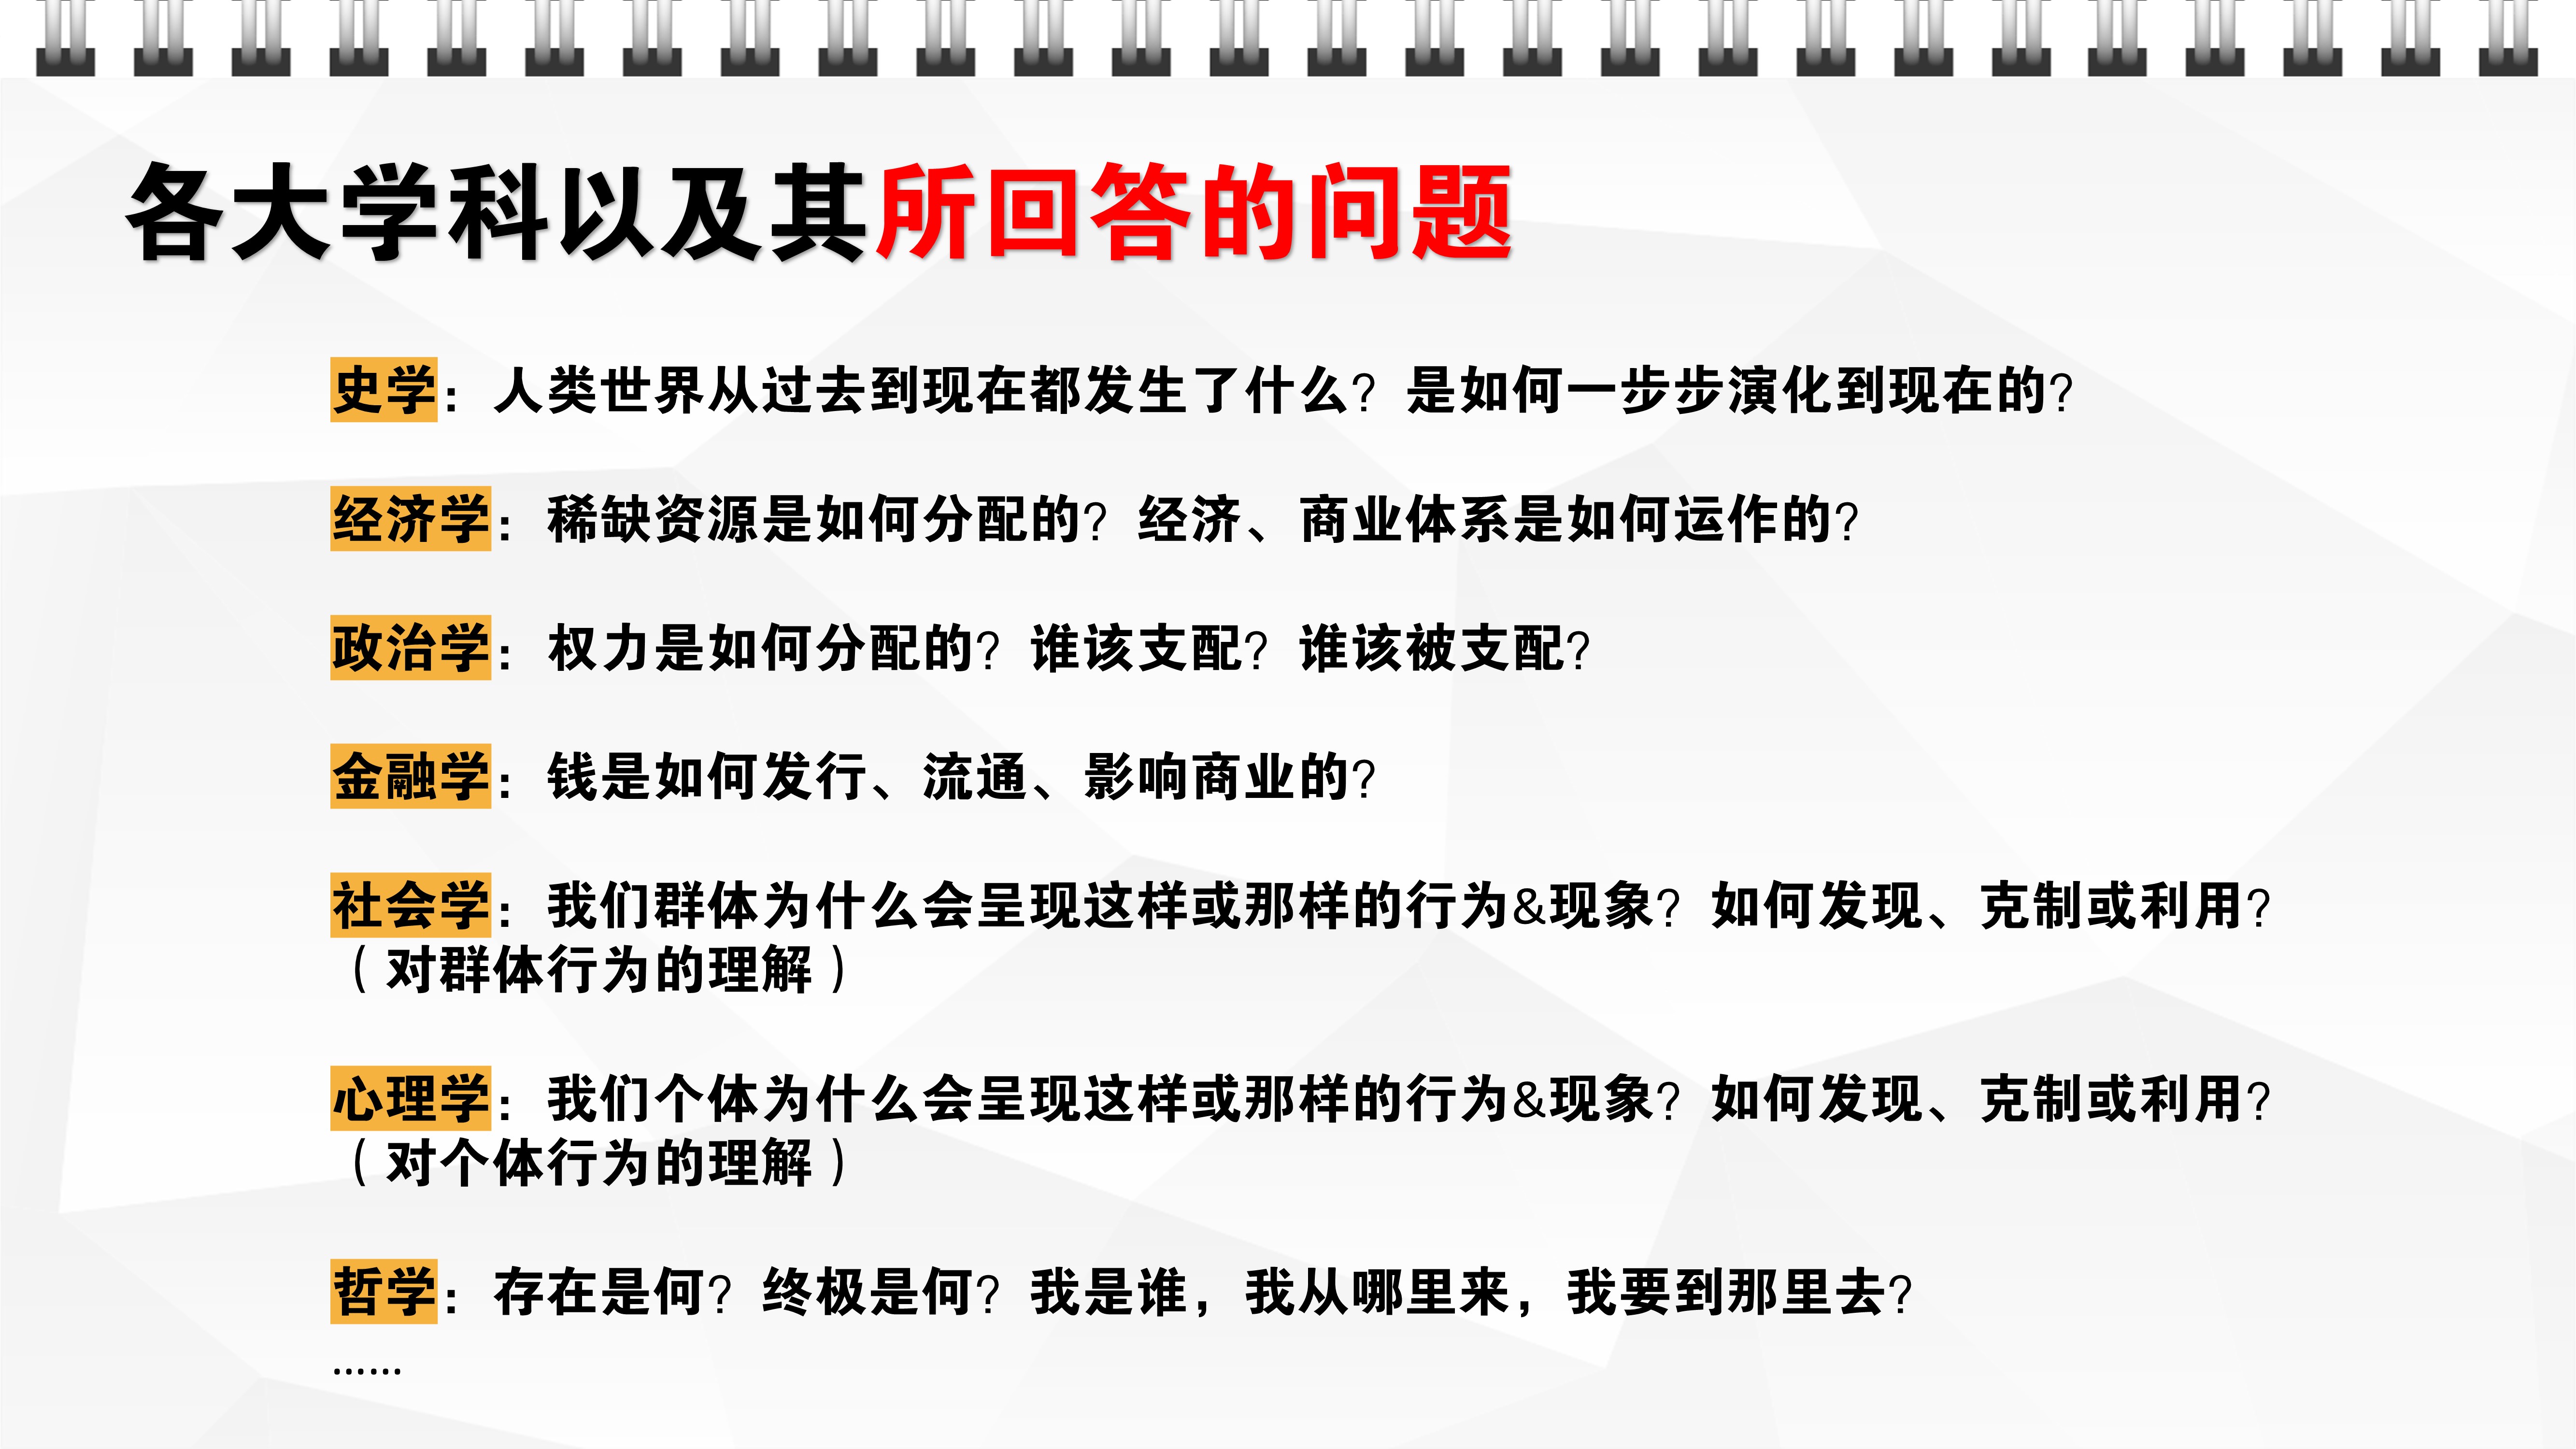 各大学科以及其所回答的问题
史学：人类世界从过去到现在都发生了什么？是如何一步步演化到现在的？
经济学：稀缺资源是如何分配的？经济、商业体系是如何运作的？
政治学：权力是如何分配的？谁该支配？谁该被支配？
金融学：钱是如何发行、流通、影响商业的？
社会学：我们群体为什么会呈现这样或那样的行为&现象？如何发现、克制或利用？
（对群体行为的理解）
心理学：我们个体为什么会呈现这样或那样的行为&现象？如何发现、克制或利用？
（对个体行为的理解）
哲学：存在是何？终极是何？我是谁，我从哪里来，我要到那里去？
……